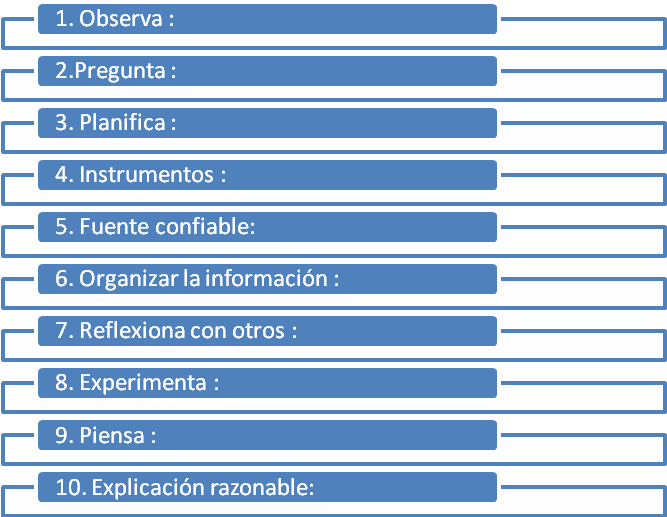 1. Observa :
2.Pregunta :
3. Planifica :
4. Instrumentos :
5. Fuente confiable:
6. Organizar la información :
7. Reflexiona con otros :
8. Experimenta :
9. Piensa :
10. Explicación razonable: